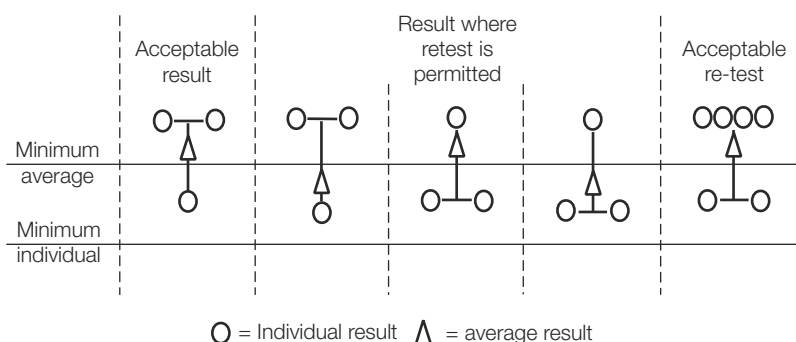 Acceptable
result
Result where
retest is
permitted
Acceptable
re-test
Minimum
average
Minimum
individual
= Individual result
= average result